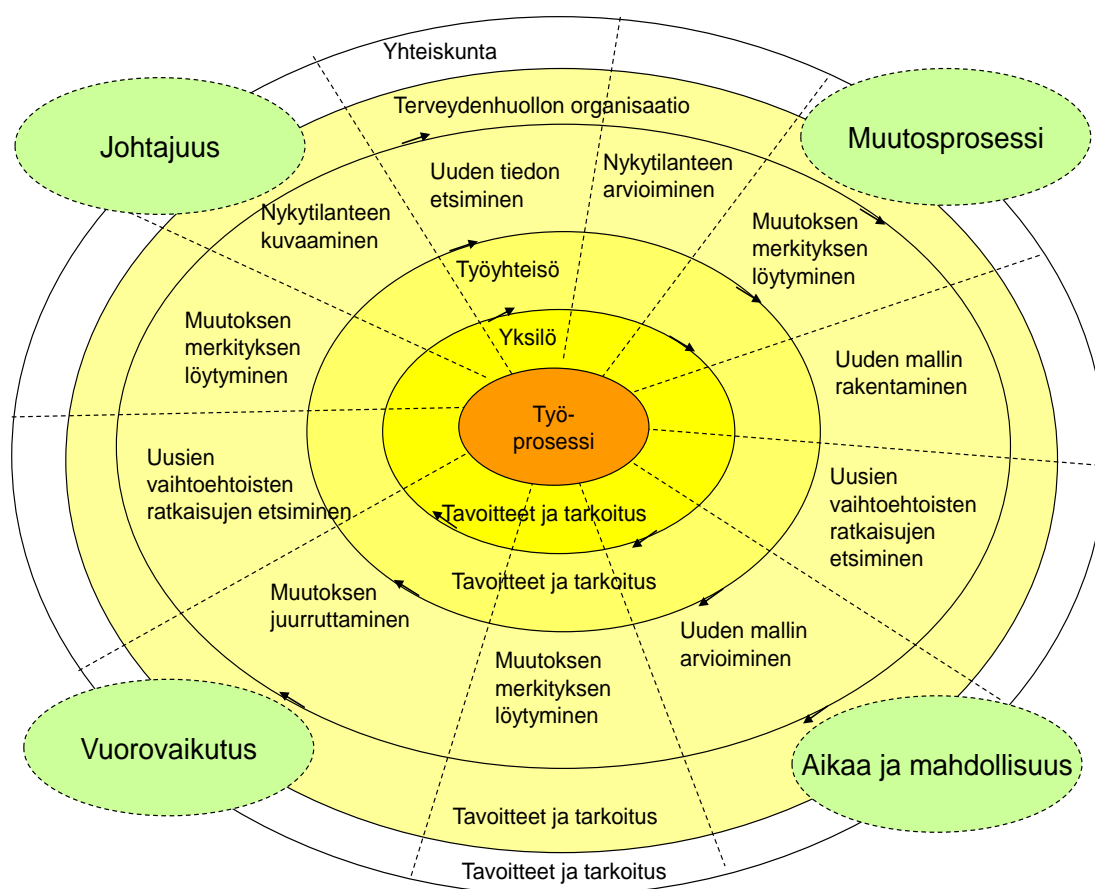 Yhteiskunta
Terveydenhuollon organisaatio
Johtajuus
Muutosprosessi
Uuden tiedon
etsiminen
Nykytilanteen
arvioiminen
Nykytilanteen
kuvaaminen
Muutoksen
merkityksen
löytyminen
Työyhteisö
Muutoksen
merkityksen
löytyminen
Yksilö
Uuden mallin
rakentaminen
Työ-
prosessi
Uusien
vaihtoehtoisten
ratkaisujen etsiminen
Uusien
vaihtoehtoisten
ratkaisujen
etsiminen
Tavoitteet ja tarkoitus
Tavoitteet ja tarkoitus
Muutoksen
juurruttaminen
Uuden mallin
arvioiminen
Muutoksen
merkityksen
löytyminen
Vuorovaikutus
Aikaa ja mahdollisuus
Tavoitteet ja tarkoitus
Tavoitteet ja tarkoitus